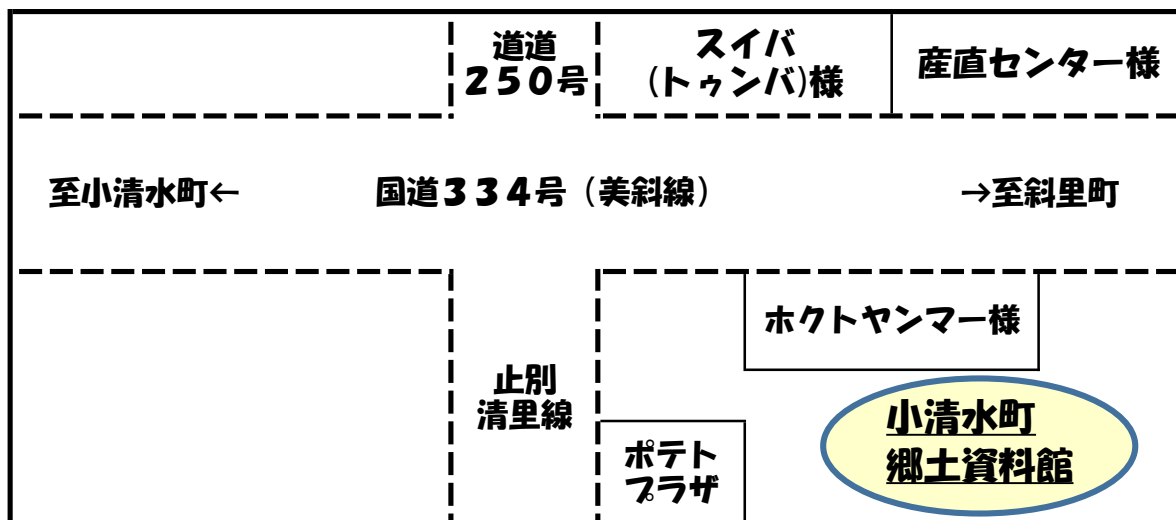 道道
２５０号
スイバ
(トゥンバ)様
産直センター様
至小清水町←
国道３３４号（美斜線）
→至斜里町
ホクトヤンマー様
止別
清里線
小清水町
郷土資料館
ポテト
プラザ